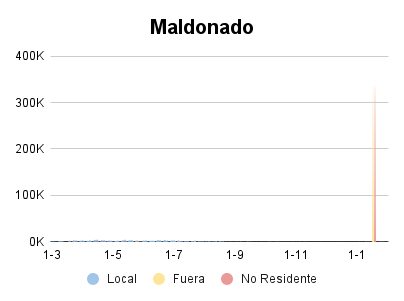 Maldonado
400K
300K
200K
100K
0K
1-3 1-5 1-7 1-9 1-11 1-1
Local Fuera No Residente